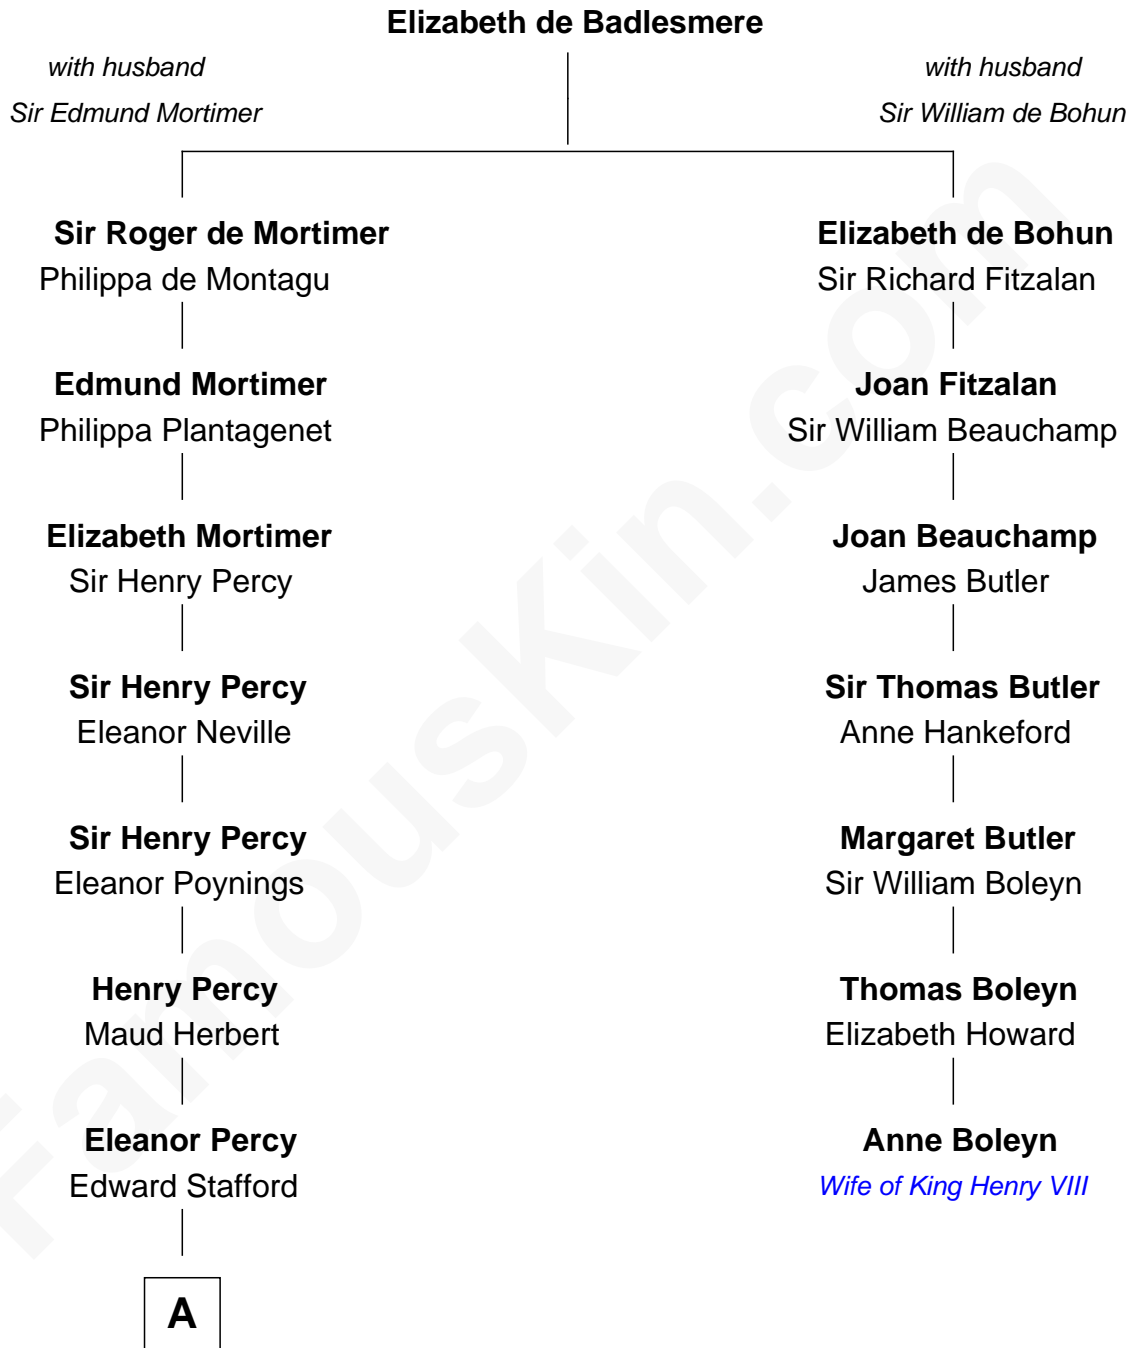 Elizabeth de Badlesmere
with husband
Sir Edmund Mortimer
with husband
Sir William de Bohun
Sir Roger de Mortimer
Philippa de Montagu
Elizabeth de Bohun
Sir Richard Fitzalan
Edmund Mortimer
Philippa Plantagenet
Joan Fitzalan
Sir William Beauchamp
Elizabeth Mortimer
Sir Henry Percy
Joan Beauchamp
James Butler
Sir Henry Percy
Eleanor Neville
Sir Thomas Butler
Anne Hankeford
Sir Henry Percy
Eleanor Poynings
Margaret Butler
Sir William Boleyn
Henry Percy
Maud Herbert
Thomas Boleyn
Elizabeth Howard
Eleanor Percy
Edward Stafford
Anne Boleyn
Wife of King Henry VIII
A
FamousKin.com